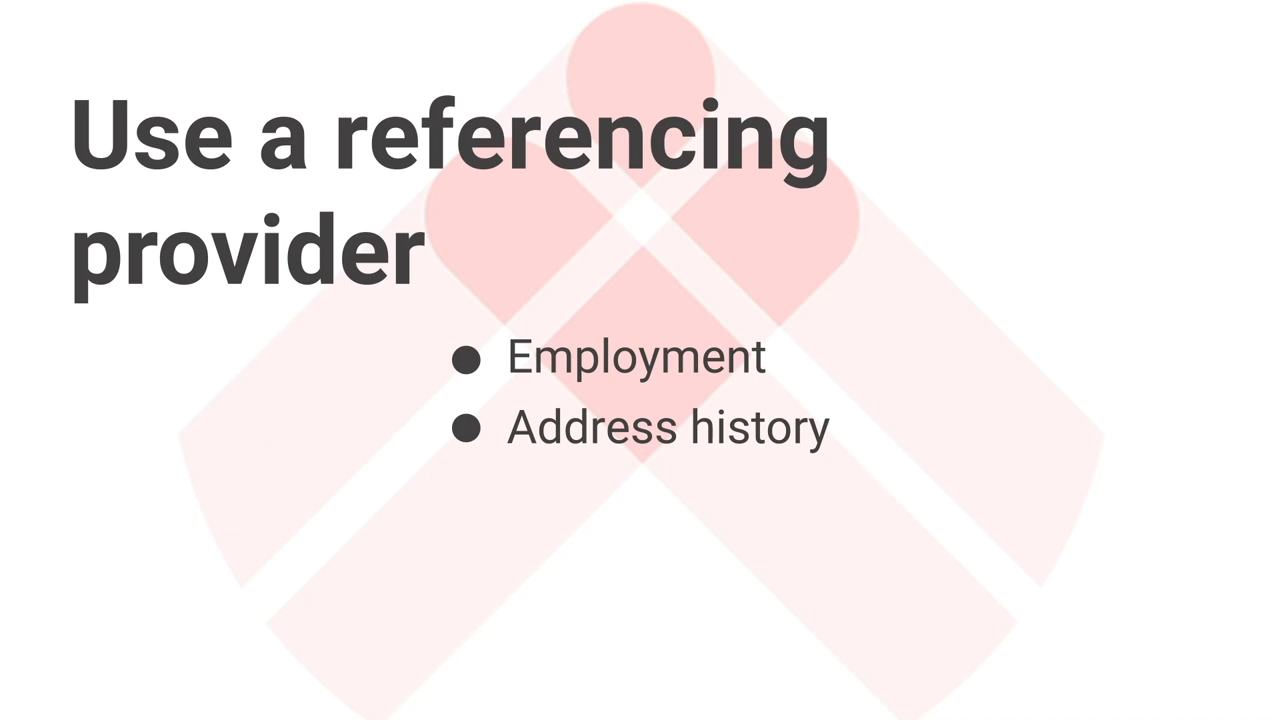 Use a referencing
provider
● Employment
● Address history